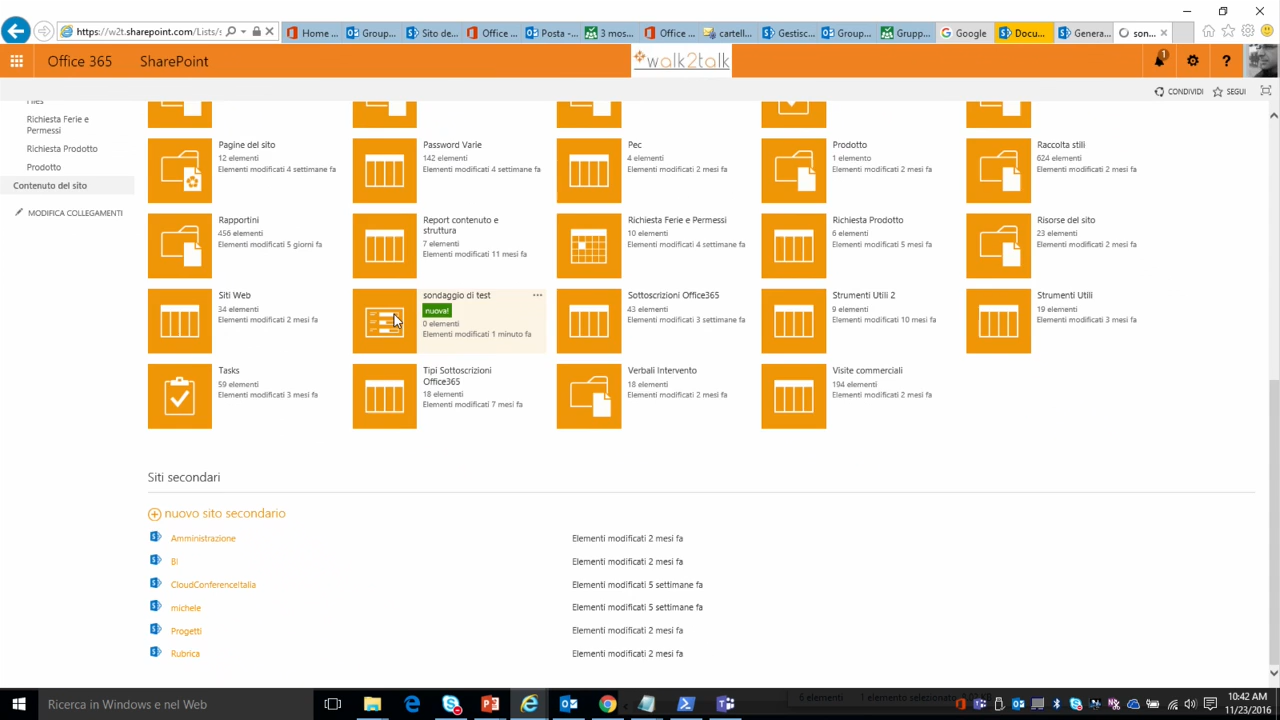 https://w2t.sharepoint.com/Lists/s
Home ...
Group...
Sito de...
Office ...
Posta - ...
3 mos...
Office ...
cartell...
Gestisc...
Group...
Grupp...
Google
Docu...
Genera...
son...
Office 365
SharePoint
walk2talk
1
?
CONDIVIDI
SEGUI
Files
Richiesta Ferie e
Permessi
Richiesta Prodotto
Prodotto
Contenuto del sito
MODIFICA COLLEGAMENTI
Pagine del sito
12 elementi
Elementi modificati 4 settimane fa
Password Varie
142 elementi
Elementi modificati 4 settimane fa
Pec
4 elementi
Elementi modificati 2 mesi fa
Prodotto
1 elemento
Elementi modificati 2 mesi fa
Raccolta stili
624 elementi
Elementi modificati 2 mesi fa
Rapportini
456 elementi
Elementi modificati 5 giorni fa
Report contenuto e
struttura
7 elementi
Elementi modificati 11 mesi fa
Richiesta Ferie e Permessi
10 elementi
Elementi modificati 4 settimane fa
Richiesta Prodotto
6 elementi
Elementi modificati 5 mesi fa
Risorse del sito
23 elementi
Elementi modificati 2 mesi fa
Siti Web
34 elementi
Elementi modificati 2 mesi fa
sondaggio di test
nuova!
0 elementi
Elementi modificati 1 minuto fa
Sottoscrizioni Office365
43 elementi
Elementi modificati 3 settimane fa
Strumenti Utili 2
9 elementi
Elementi modificati 10 mesi fa
Strumenti Utili
19 elementi
Elementi modificati 3 mesi fa
Tasks
59 elementi
Elementi modificati 3 mesi fa
Tipi Sottoscrizioni
Office365
18 elementi
Elementi modificati 7 mesi fa
Verbali Intervento
18 elementi
Elementi modificati 2 mesi fa
Visite commerciali
194 elementi
Elementi modificati 2 mesi fa
Siti secondari
nuovo sito secondario
Amministrazione
Elementi modificati 2 mesi fa
BI
Elementi modificati 2 mesi fa
CloudConferenceItalia
Elementi modificati 5 settimane fa
michele
Elementi modificati 5 settimane fa
Progetti
Elementi modificati 2 mesi fa
Rubrica
Elementi modificati 2 mesi fa
Ricerca in Windows e nel Web
6 elementi
1 elemento selezionato
10:42 AM
11/23/2016